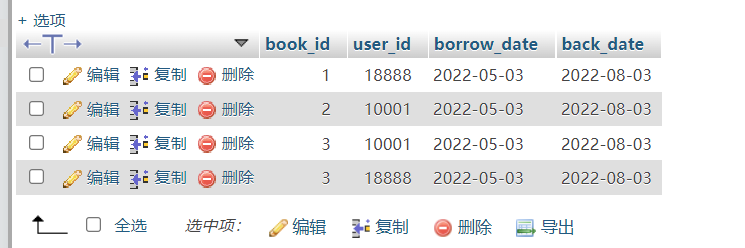 + 选项
book_id user_id borrow_date back_date
编辑 复制 删除 1 18888 2022-05-03 2022-08-03
编辑 复制 删除 2 10001 2022-05-03 2022-08-03
编辑 复制 删除 3 10001 2022-05-03 2022-08-03
编辑 复制 删除 3 18888 2022-05-03 2022-08-03
全选 选中项： 编辑 复制 删除 导出